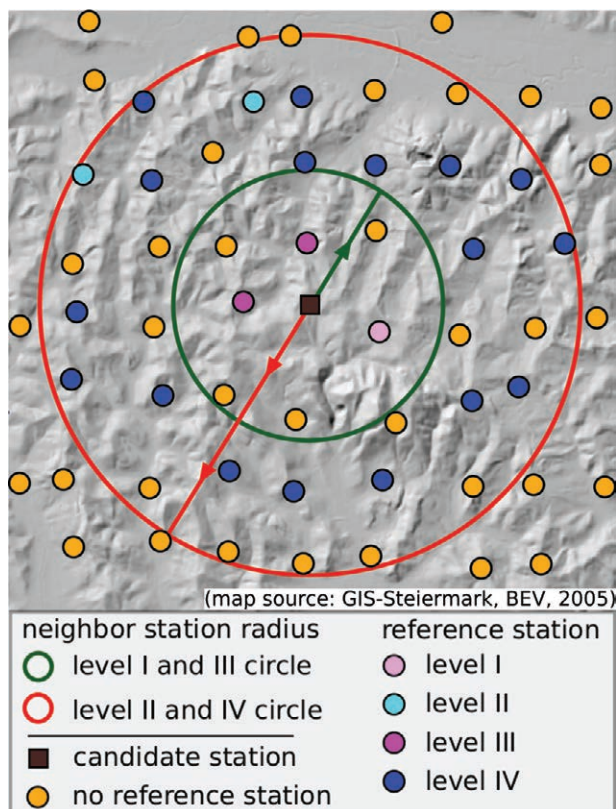 (map source: GIS-Steiermark, BEV, 2005)
neighbor station radius
level I and III circle
level II and IV circle
candidate station
no reference station
reference station
level I
level II
level III
level IV